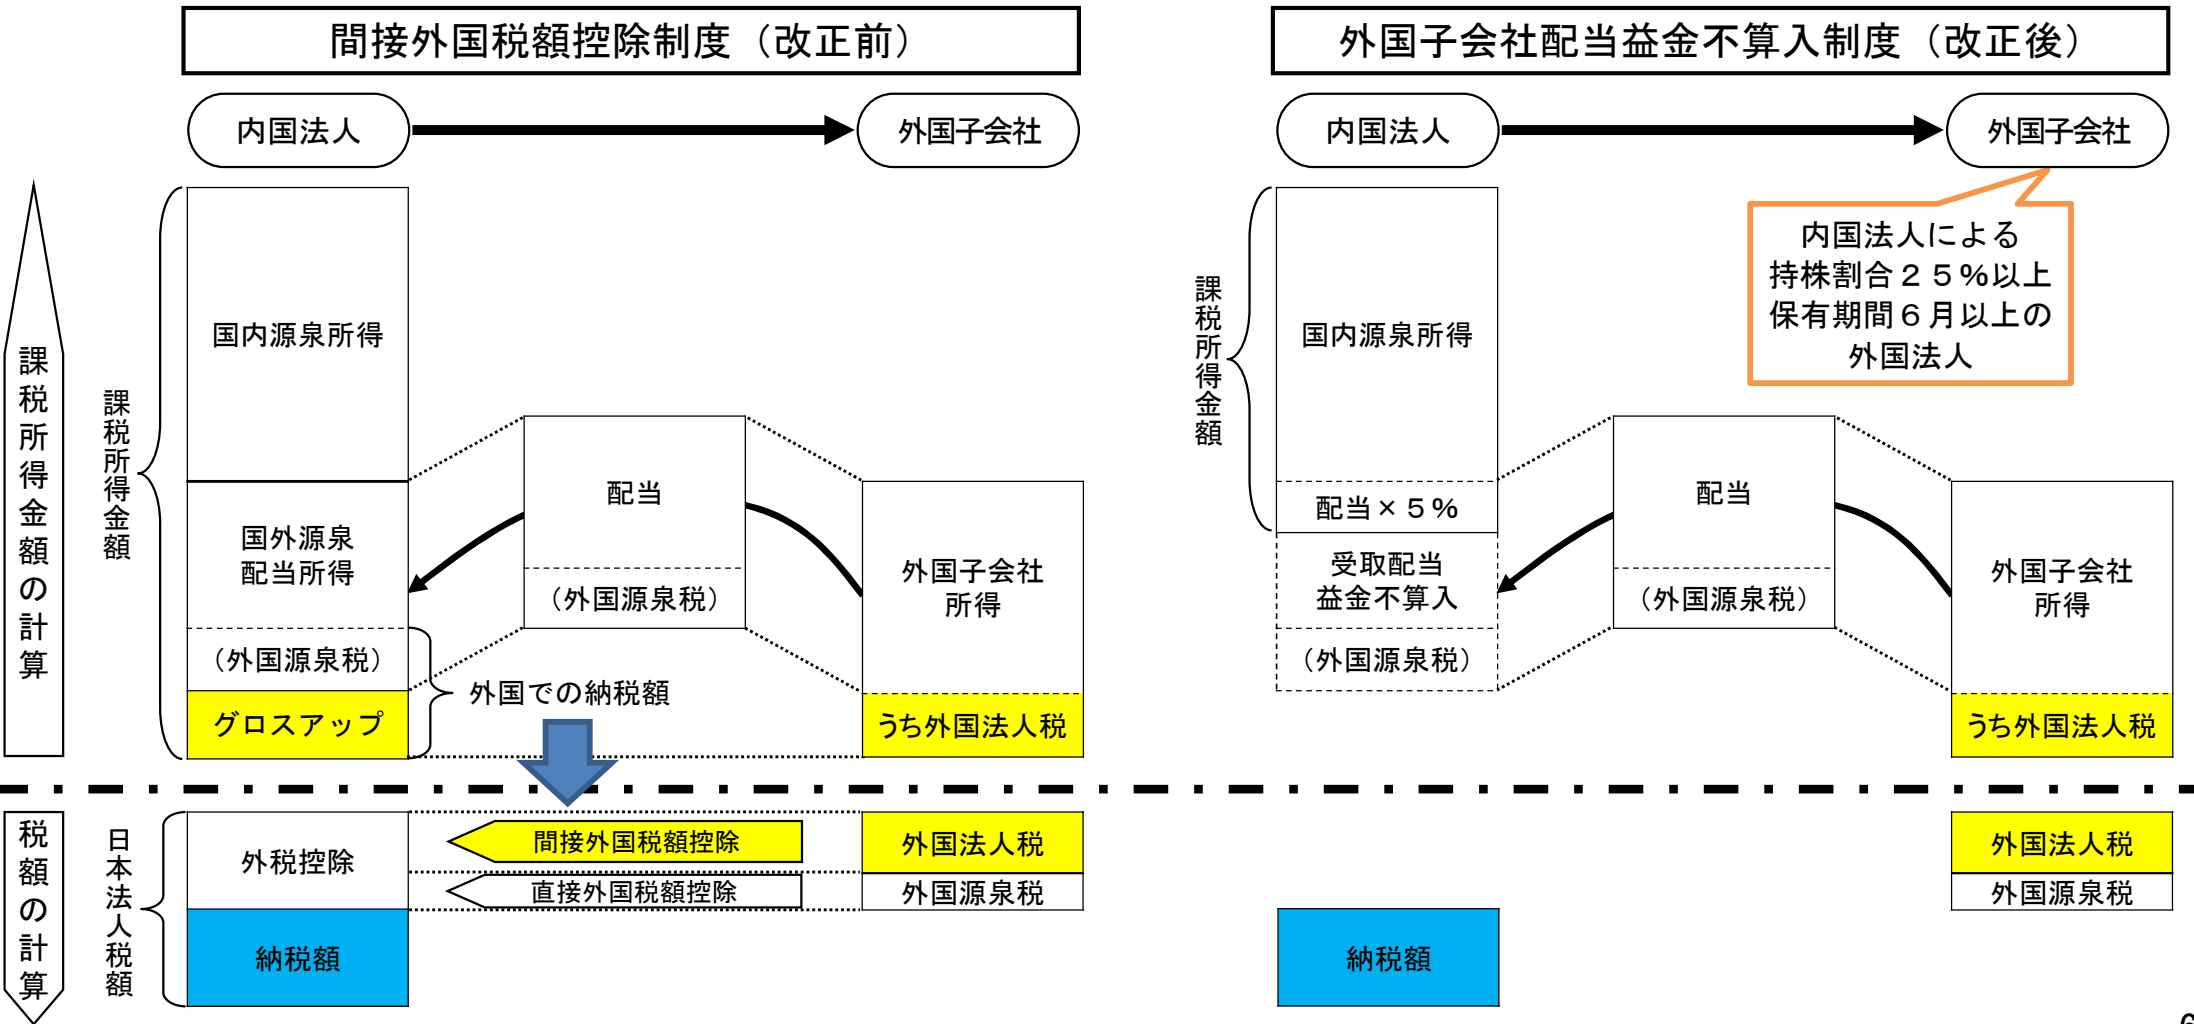 間接外国税額控除制度（改正前）
内国法人
外国子会社
課税所得金額の計算
課税所得金額
国内源泉所得
国外源泉
配当所得
（外国源泉税）
グロスアップ
配当
（外国源泉税）
外国での納税額
外国子会社
所得
うち外国法人税
税額の計算
日本法人税額
外税控除
納税額
間接外国税額控除
直接外国税額控除
外国法人税
外国源泉税
外国子会社配当益金不算入制度（改正後）
内国法人
外国子会社
内国法人による
持株割合２５％以上
保有期間６月以上の
外国法人
課税所得金額
国内源泉所得
配当×５％
受取配当
益金不算入
（外国源泉税）
配当
（外国源泉税）
外国子会社
所得
うち外国法人税
納税額
外国法人税
外国源泉税